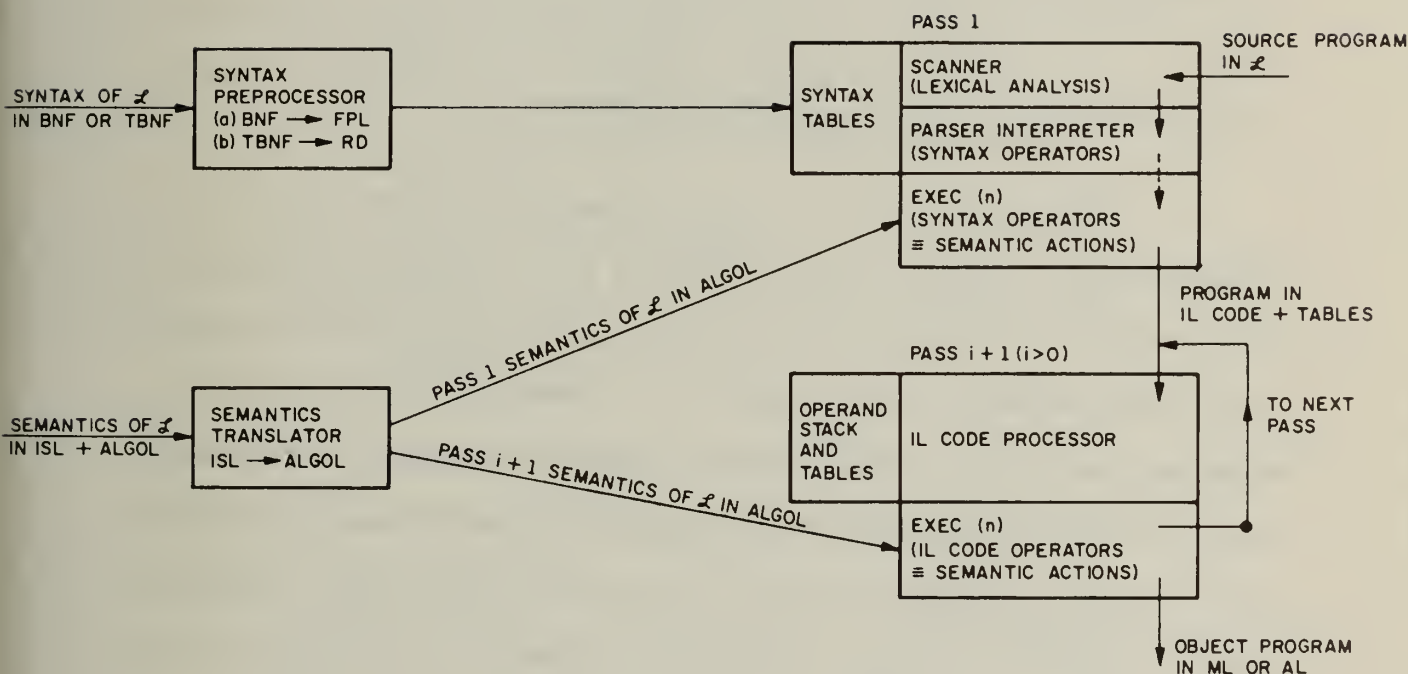 SYNTAX OF ℒ
IN BNF OR TBNF
SYNTAX
PREPROCESSOR
(a) BNF → FPL
(b) TBNF → RD
PASS 1
SYNTAX
TABLES
SCANNER
(LEXICAL ANALYSIS)
PARSER INTERPRETER
(SYNTAX OPERATORS)
EXEC (n)
(SYNTAX OPERATORS
≡ SEMANTIC ACTIONS)
SOURCE PROGRAM
IN ℒ
PASS 1 SEMANTICS OF ℒ IN ALGOL
PROGRAM IN
IL CODE + TABLES
SEMANTICS OF ℒ
IN ISL + ALGOL
SEMANTICS
TRANSLATOR
ISL → ALGOL
PASS i+1 SEMANTICS OF ℒ IN ALGOL
PASS i+1 (i>0)
OPERAND
STACK
AND
TABLES
IL CODE PROCESSOR
EXEC (n)
(IL CODE OPERATORS
≡ SEMANTIC ACTIONS)
TO NEXT
PASS
OBJECT PROGRAM
IN ML OR AL